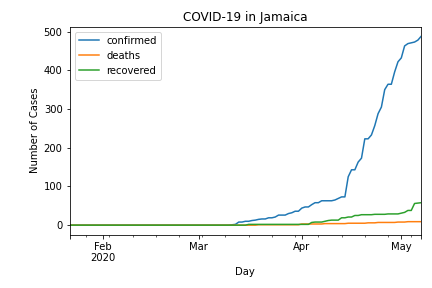 COVID-19 in Jamaica
confirmed
deaths
recovered
Number of Cases
500
400
300
200
100
0
Feb
2020
Mar
Apr
May
Day